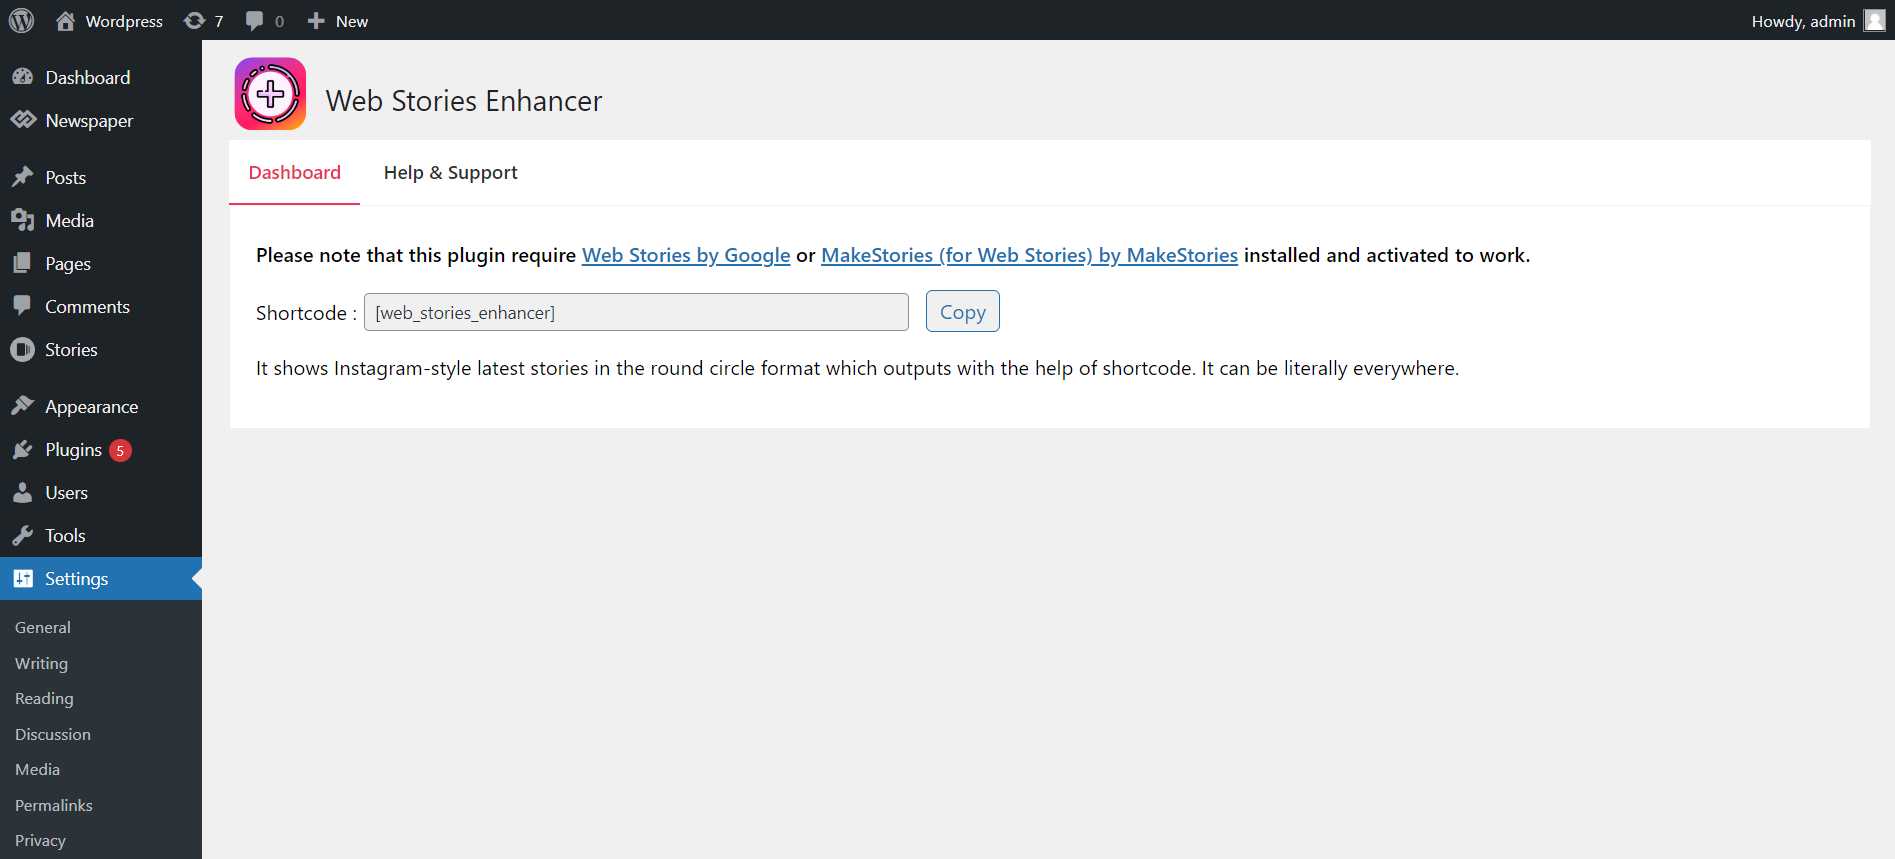 Wordpress 7 0 New Howdy, admin
Dashboard
Newspaper
Posts
Media
Pages
Comments
Stories
Appearance
Plugins 5
Users
Tools
Settings
General
Writing
Reading
Discussion
Media
Permalinks
Privacy
Web Stories Enhancer
Dashboard Help & Support
Please note that this plugin require Web Stories by Google or MakeStories (for Web Stories) by MakeStories installed and activated to work.
Shortcode : [web_stories_enhancer] Copy
It shows Instagram-style latest stories in the round circle format which outputs with the help of shortcode. It can be literally everywhere.